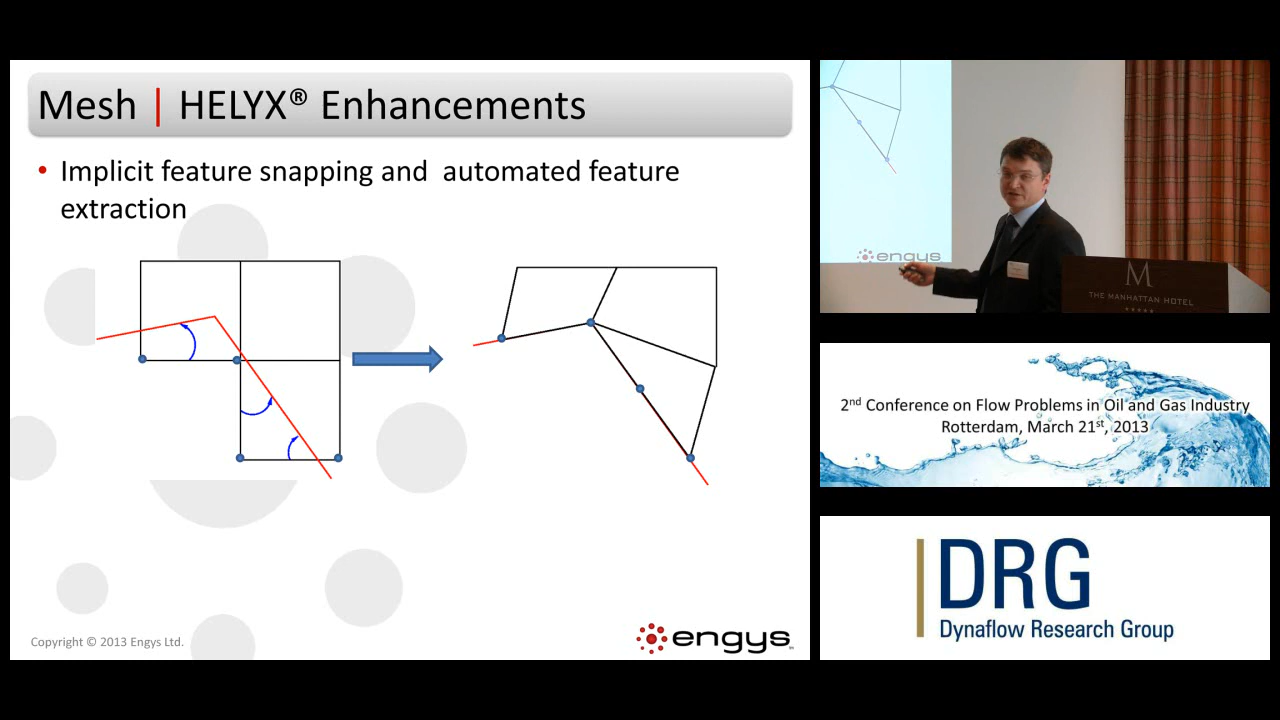 Mesh | HELYX® Enhancements
• Implicit feature snapping and automated feature
extraction
Copyright © 2013 Engys Ltd.
engys
engys
M
THE MANHATTAN HOTEL
2nd Conference on Flow Problems in Oil and Gas Industry
Rotterdam, March 21st, 2013
DRG
Dynaflow Research Group